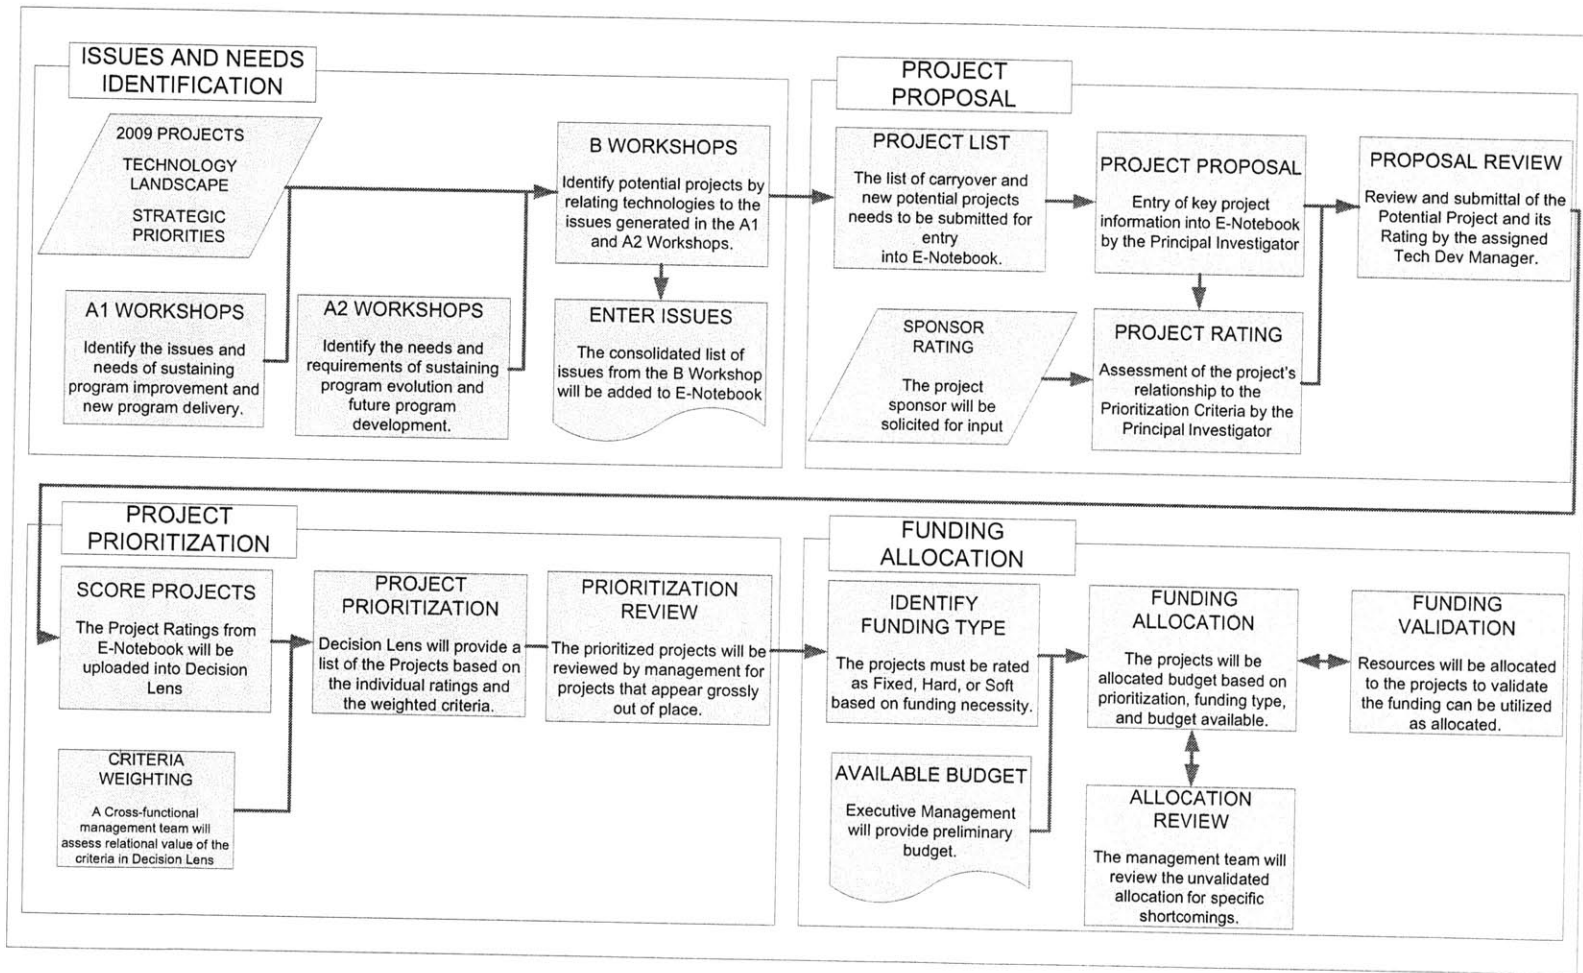 ISSUES AND NEEDS
IDENTIFICATION
2009 PROJECTS
TECHNOLOGY
LANDSCAPE
STRATEGIC
PRIORITIES
B WORKSHOPS
Identify potential projects by
relating technologies to the
issues generated in the A1
and A2 Workshops.
A1 WORKSHOPS
Identify the issues and
needs of sustaining
program improvement and
new program delivery.
A2 WORKSHOPS
Identify the needs and
requirements of sustaining
program evolution and
future program
development.
ENTER ISSUES
The consolidated list of
issues from the B Workshop
will be added to E-Notebook
PROJECT
PROPOSAL
PROJECT LIST
The list of carryover and
new potential projects
needs to be submitted for
entry
into E-Notebook.
PROJECT PROPOSAL
Entry of key project
information into E-Notebook
by the Principal Investigator
PROPOSAL REVIEW
Review and submittal of the
Potential Project and its
Rating by the assigned
Tech Dev Manager.
SPONSOR
RATING
The project
sponsor will be
solicited for input
PROJECT RATING
Assessment of the project's
relationship to the
Prioritization Criteria by the
Principal Investigator
PROJECT
PRIORITIZATION
SCORE PROJECTS
The Project Ratings from
E-Notebook will be
uploaded into Decision
Lens
PROJECT
PRIORITIZATION
Decision Lens will provide a
list of the Projects based on
the individual ratings and
the weighted criteria.
PRIORITIZATION
REVIEW
The prioritized projects will be
reviewed by management for
projects that appear grossly
out of place.
CRITERIA
WEIGHTING
A Cross-functional
management team will
assess relational value of the
criteria in Decision Lens
FUNDING
ALLOCATION
IDENTIFY
FUNDING TYPE
The projects must be rated
as Fixed, Hard, or Soft
based on funding necessity.
FUNDING
ALLOCATION
The projects will be
allocated budget based on
prioritization, funding type,
and budget available.
FUNDING
VALIDATION
Resources will be allocated
to the projects to validate
the funding can be utilized
as allocated.
AVAILABLE BUDGET
Executive Management
will provide preliminary
budget.
ALLOCATION
REVIEW
The management team will
review the unvalidated
allocation for specific
shortcomings.